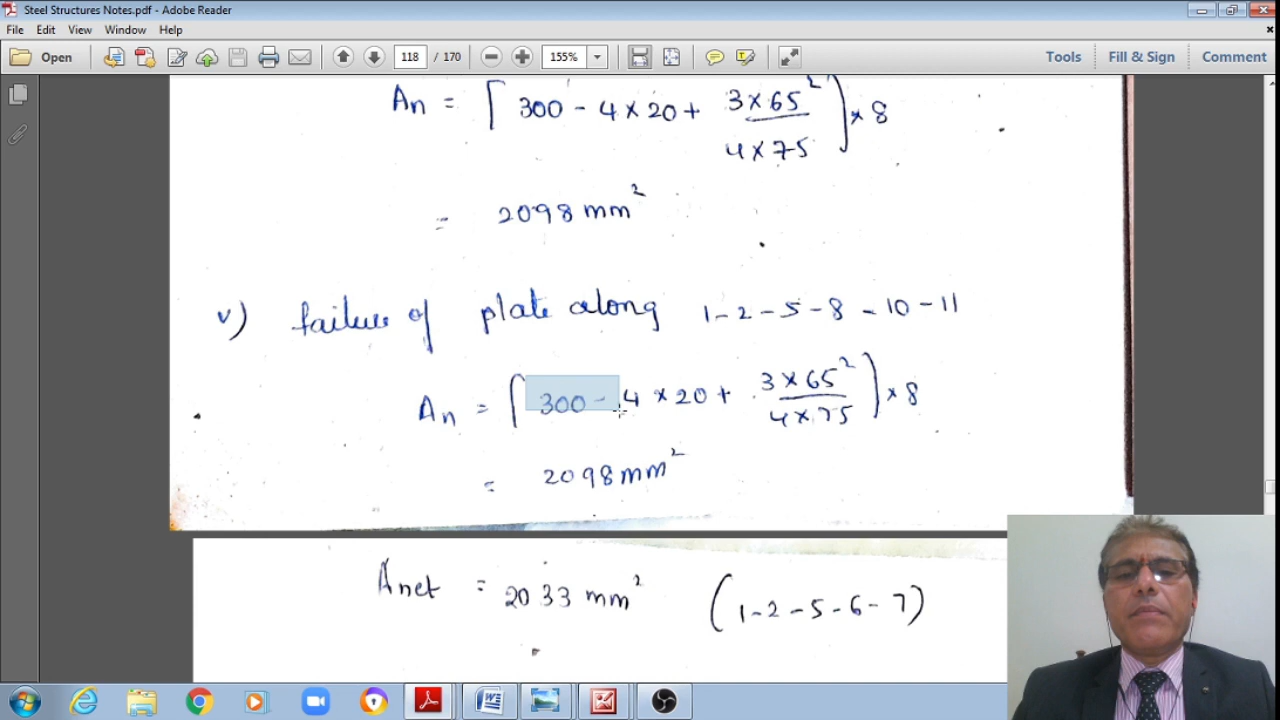 Steel Structures Notes.pdf - Adobe Reader
File Edit View Window Help
Open 118 / 170 155% Tools Fill & Sign Comment
An = [ 300 - 4 x 20 + 3 x 65² / 4 x 75 ] x 8
= 2098 mm²
v) failure of plate along 1 - 2 - 5 - 8 - 10 - 11
An = [ 300 - 4 x 20 + 3 x 65² / 4 x 75 ] x 8
= 2098 mm²
Anet = 2033 mm² (1 - 2 - 5 - 6 - 7)